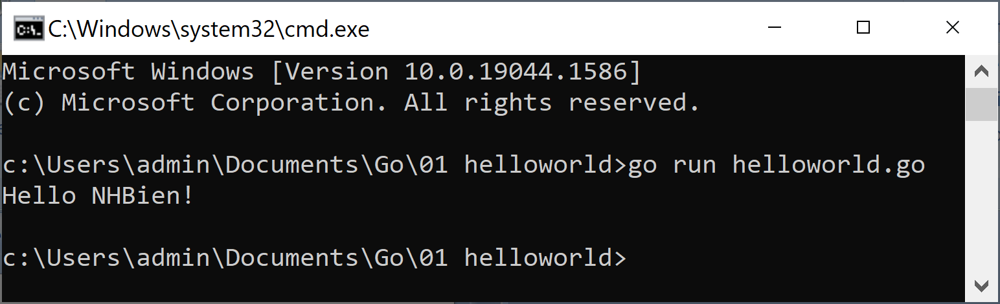 C:\Windows\system32\cmd.exe
Microsoft Windows [Version 10.0.19044.1586]
(c) Microsoft Corporation. All rights reserved.
c:\Users\admin\Documents\Go\01 helloworld>go run helloworld.go
Hello NHBien!
c:\Users\admin\Documents\Go\01 helloworld>